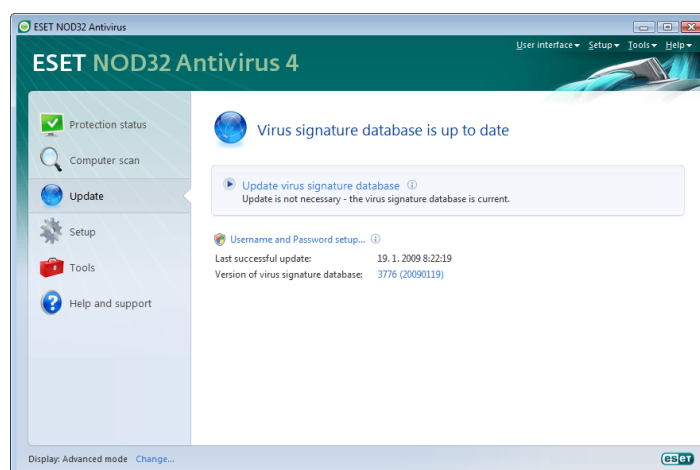 ESET NOD32 Antivirus
User interface Setup Tools Help
ESET NOD32 Antivirus 4
Protection status
Computer scan
Update
Setup
Tools
Help and support
Virus signature database is up to date
Update virus signature database
Update is not necessary - the virus signature database is current.
Username and Password setup...
Last successful update: 19. 1. 2009 8:22:19
Version of virus signature database: 3776 (20090119)
Display: Advanced mode Change...
eset